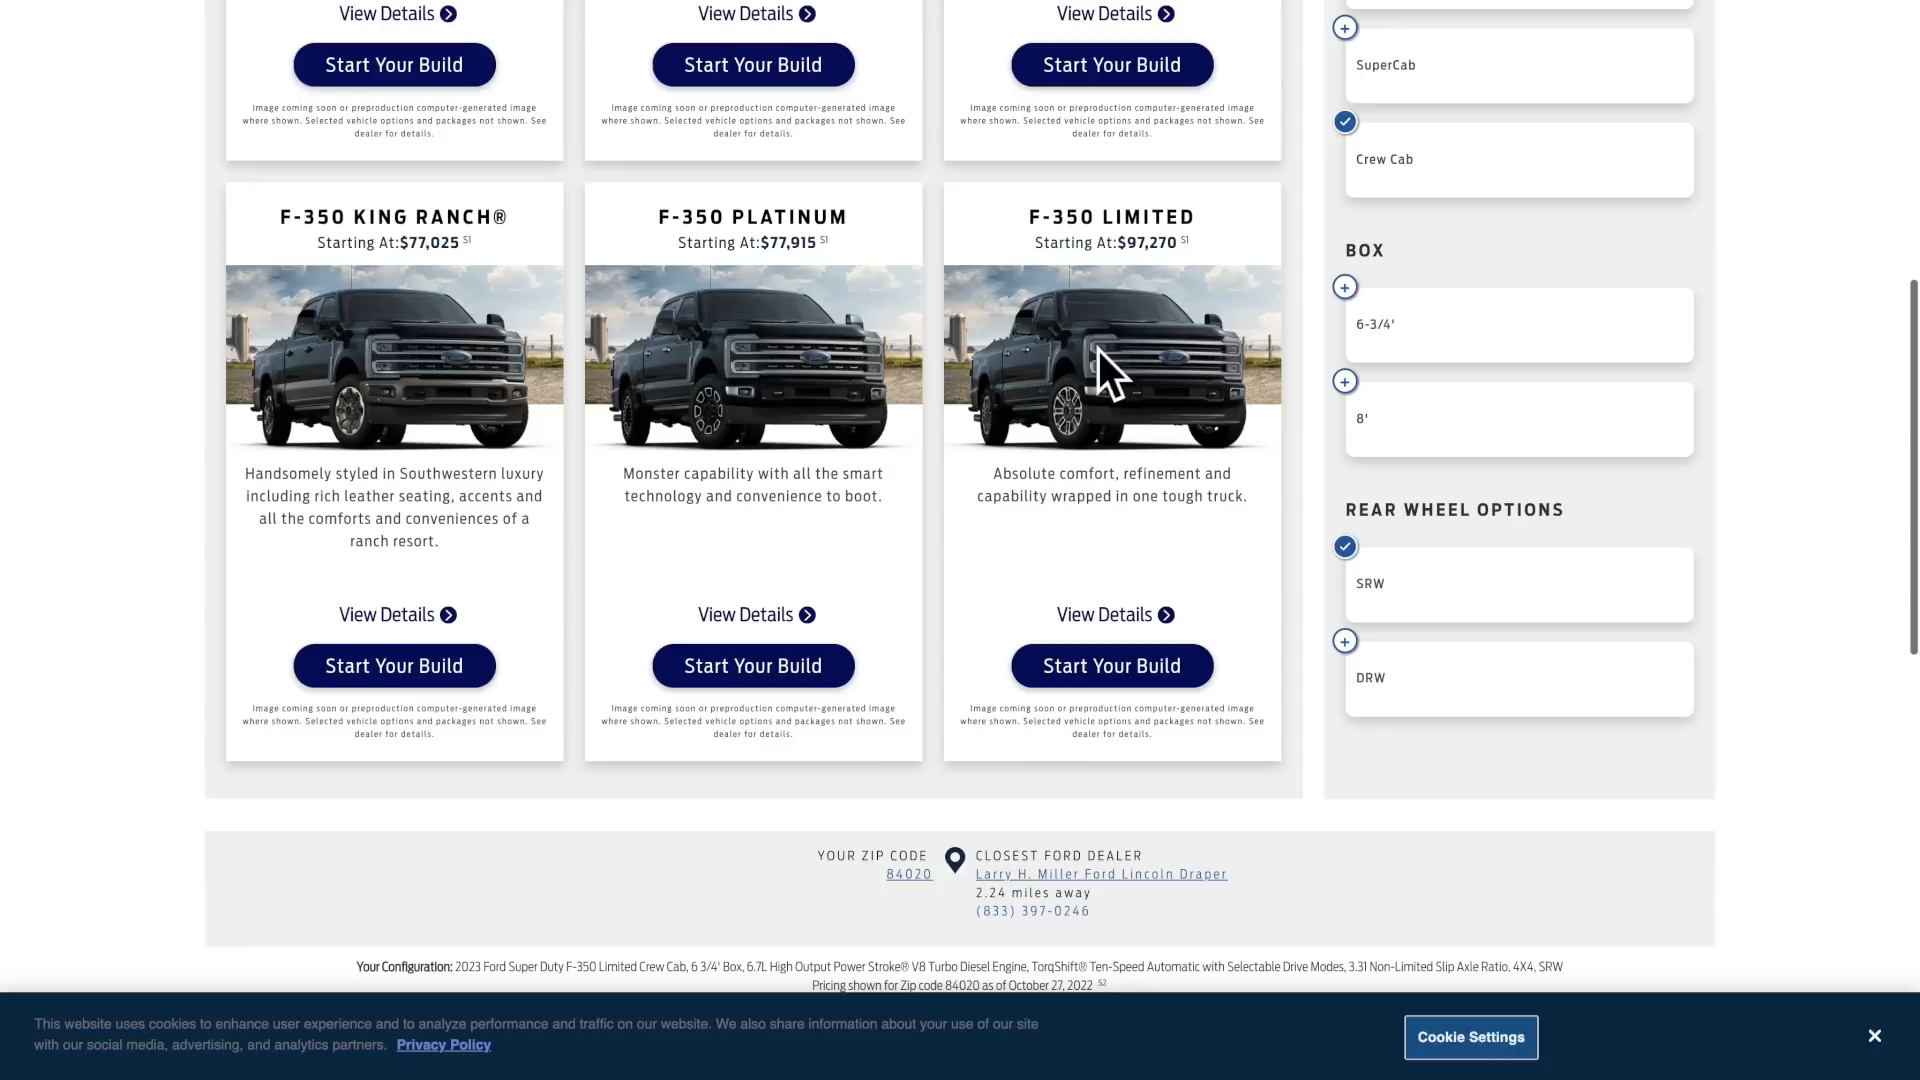 View Details
View Details
View Details
Start Your Build
Start Your Build
Start Your Build
Image coming soon or preproduction computer-generated image
where shown. Selected vehicle options and packages not shown. See
dealer for details.
Image coming soon or preproduction computer-generated image
where shown. Selected vehicle options and packages not shown. See
dealer for details.
Image coming soon or preproduction computer-generated image
where shown. Selected vehicle options and packages not shown. See
dealer for details.
F-350 KING RANCH®
Starting At:$77,025 S1
Handsomely styled in Southwestern luxury
including rich leather seating, accents and
all the comforts and conveniences of a
ranch resort.
View Details
Start Your Build
Image coming soon or preproduction computer-generated image
where shown. Selected vehicle options and packages not shown. See
dealer for details.
F-350 PLATINUM
Starting At:$77,915 S1
Monster capability with all the smart
technology and convenience to boot.
View Details
Start Your Build
Image coming soon or preproduction computer-generated image
where shown. Selected vehicle options and packages not shown. See
dealer for details.
F-350 LIMITED
Starting At:$97,270 S1
Absolute comfort, refinement and
capability wrapped in one tough truck.
View Details
Start Your Build
Image coming soon or preproduction computer-generated image
where shown. Selected vehicle options and packages not shown. See
dealer for details.
SuperCab
Crew Cab
BOX
6-3/4'
8'
REAR WHEEL OPTIONS
SRW
DRW
YOUR ZIP CODE
84020
CLOSEST FORD DEALER
Larry H. Miller Ford Lincoln Draper
2.24 miles away
(833) 397-0246
Your Configuration: 2023 Ford Super Duty F-350 Limited Crew Cab, 6 3/4' Box, 6.7L High Output Power Stroke® V8 Turbo Diesel Engine, TorqShift® Ten-Speed Automatic with Selectable Drive Modes, 3.31 Non-Limited Slip Axle Ratio, 4X4, SRW
Pricing shown for Zip code 84020 as of October 27, 2022 S2
This website uses cookies to enhance user experience and to analyze performance and traffic on our website. We also share information about your use of our site
with our social media, advertising, and analytics partners. Privacy Policy
Cookie Settings